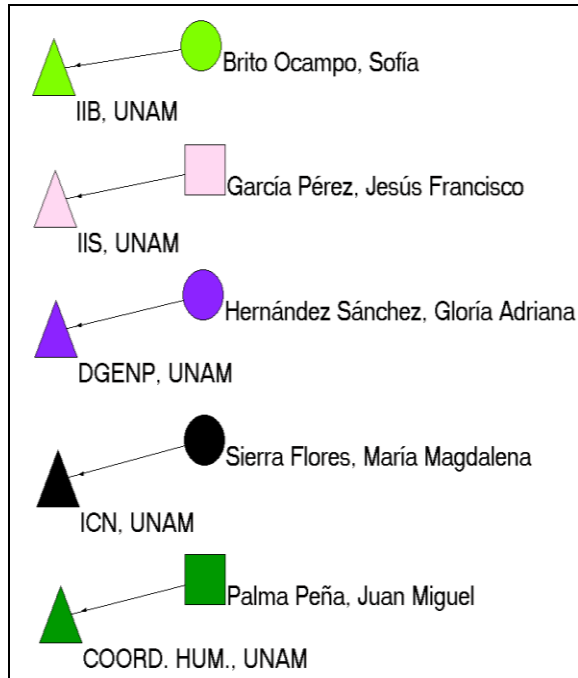 Brito Ocampo, Sofía
IIB, UNAM
García Pérez, Jesús Francisco
IIS, UNAM
Hernández Sánchez, Gloría Adriana
DGENP, UNAM
Sierra Flores, María Magdalena
ICN, UNAM
Palma Peña, Juan Miguel
COORD. HUM., UNAM